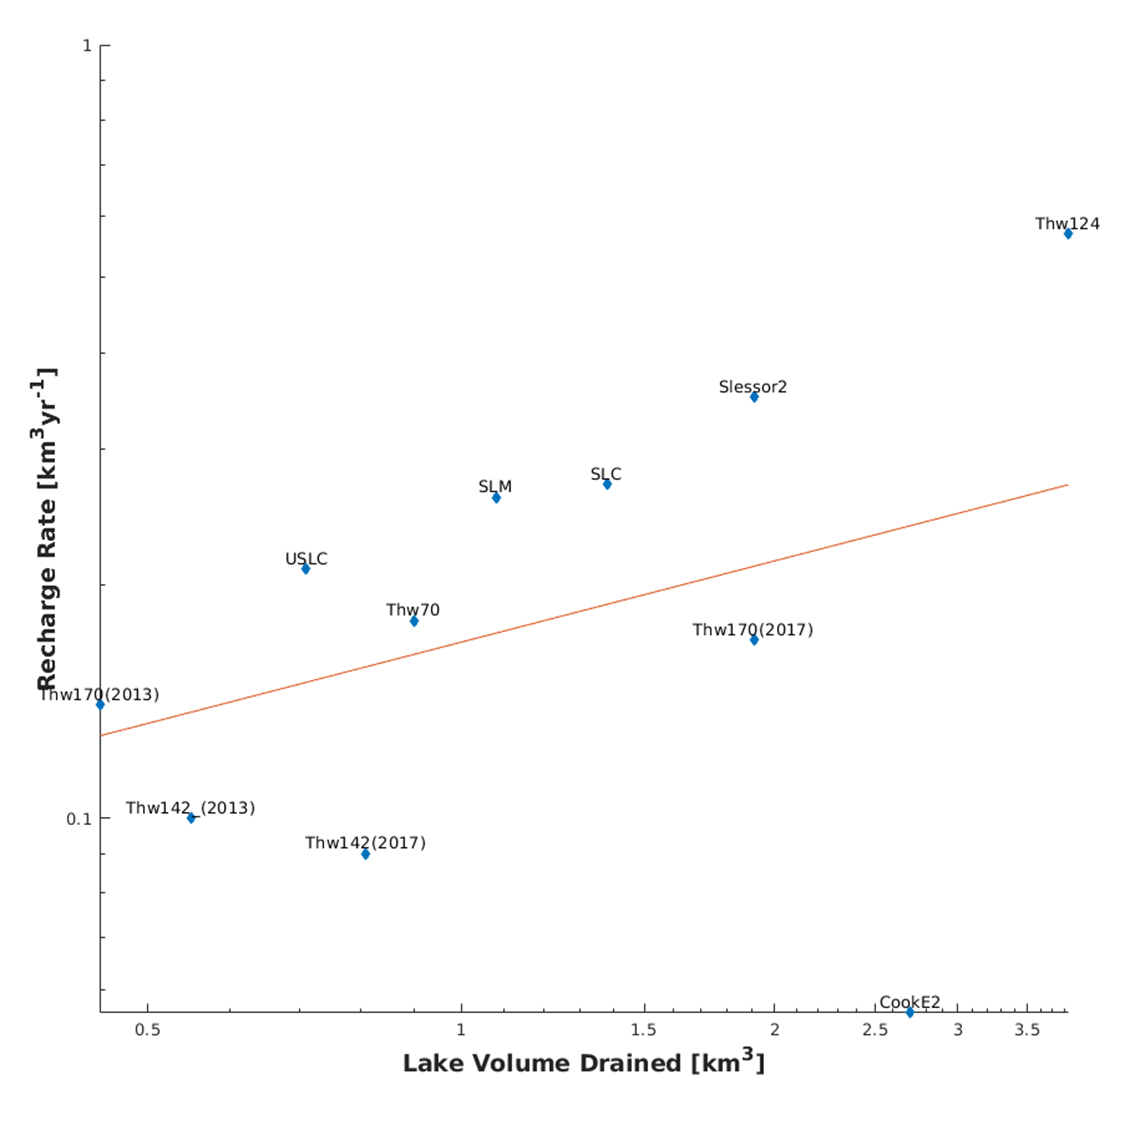 1
Thw124
Slessor2
SLC
SLM
USLC
Thw70
Thw170(2017)
Thw170(2013)
Thw142_(2013)
0.1
Thw142(2017)
CookE2
0.5 1 1.5 2 2.5 3 3.5
Lake Volume Drained [km³]
Recharge Rate [km³yr⁻¹]